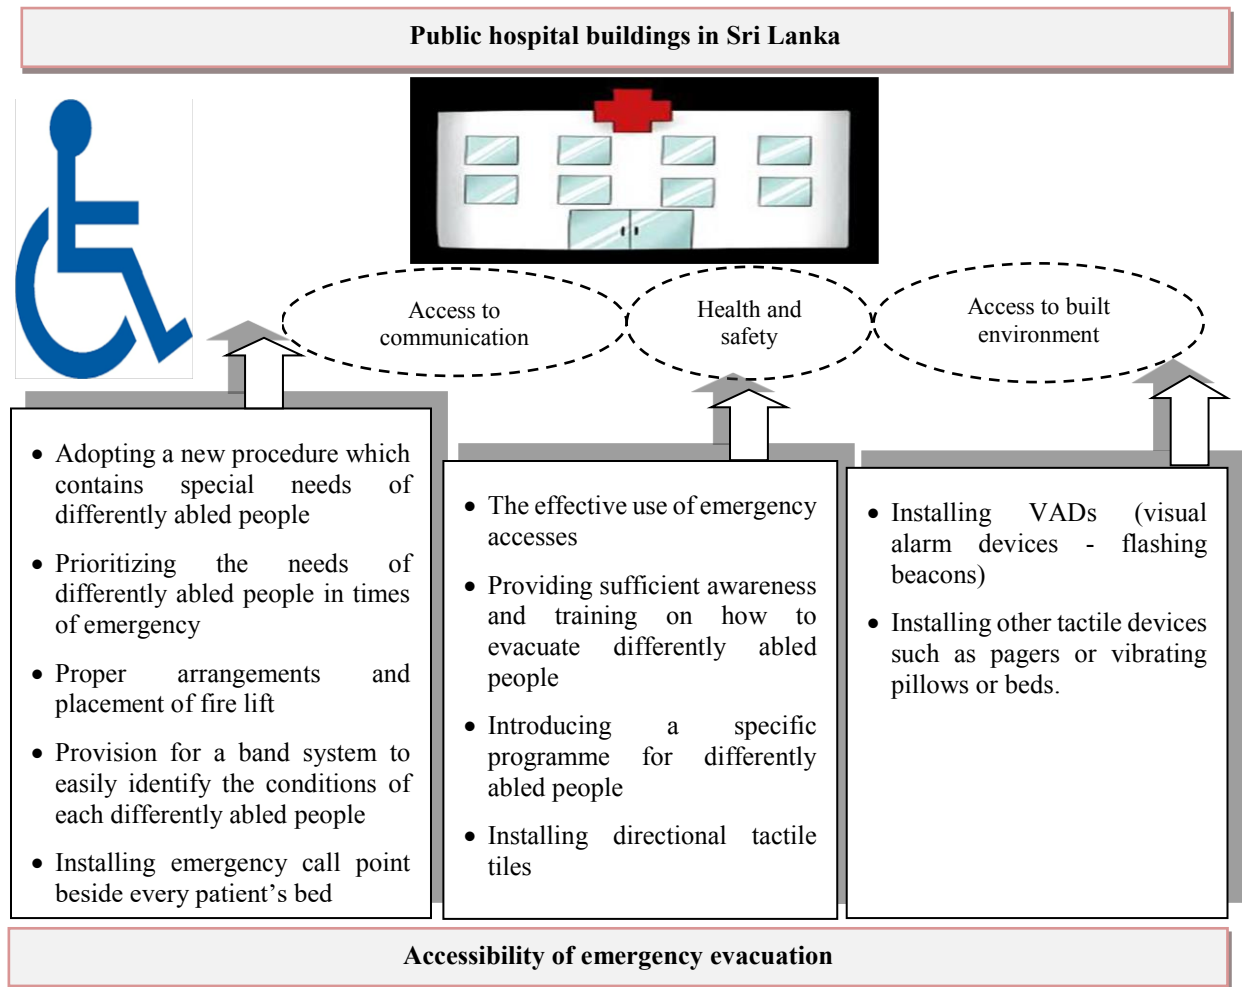 Public hospital buildings in Sri Lanka
Access to
communication
Health and
safety
Access to built
environment
• Adopting a new procedure which
contains special needs of
differently abled people
• Prioritizing the needs of
differently abled people in times
of emergency
• Proper arrangements and
placement of fire lift
• Provision for a band system to
easily identify the conditions of
each differently abled people
• Installing emergency call point
beside every patient’s bed
• The effective use of emergency
accesses
• Providing sufficient awareness
and training on how to
evacuate differently abled
people
• Introducing a specific
programme for differently
abled people
• Installing directional tactile
tiles
• Installing VADs (visual
alarm devices - flashing
beacons)
• Installing other tactile devices
such as pagers or vibrating
pillows or beds.
Accessibility of emergency evacuation